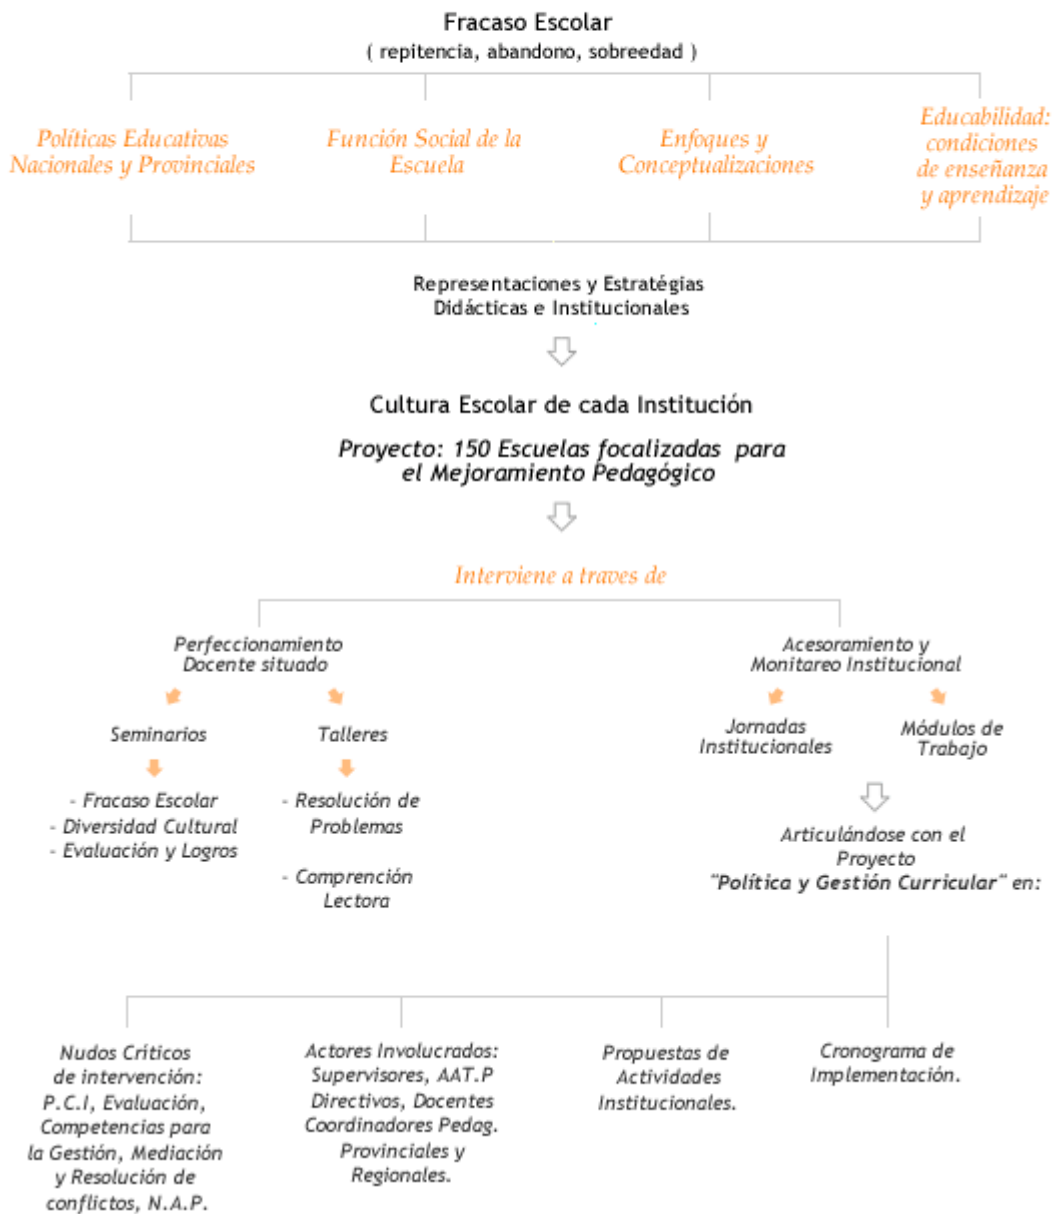 Fracaso Escolar
( repitencia, abandono, sobreedad )
Políticas Educativas
Nacionales y Provinciales
Función Social de la
Escuela
Enfoques y
Conceptualizaciones
Educabilidad:
condiciones
de enseñanza
y aprendizaje
Representaciones y Estratégias
Didácticas e Institucionales
Cultura Escolar de cada Institución
Proyecto: 150 Escuelas focalizadas para
el Mejoramiento Pedagógico
Interviene a traves de
Perfeccionamiento
Docente situado
Seminarios
- Fracaso Escolar
- Diversidad Cultural
- Evaluación y Logros
Talleres
- Resolución de
Problemas
- Comprención
Lectora
Acesoramiento y
Monitareo Institucional
Jornadas
Institucionales
Módulos de
Trabajo
Articulándose con el
Proyecto
"Política y Gestión Curricular" en:
Nudos Críticos
de intervención:
P.C.I, Evaluación,
Competencias para
la Gestión, Mediación
y Resolución de
conflictos, N.A.P.
Actores Involucrados:
Supervisores, AAT.P
Directivos, Docentes
Coordinadores Pedag.
Provinciales y
Regionales.
Propuestas de
Actividades
Institucionales.
Cronograma de
Implementación.